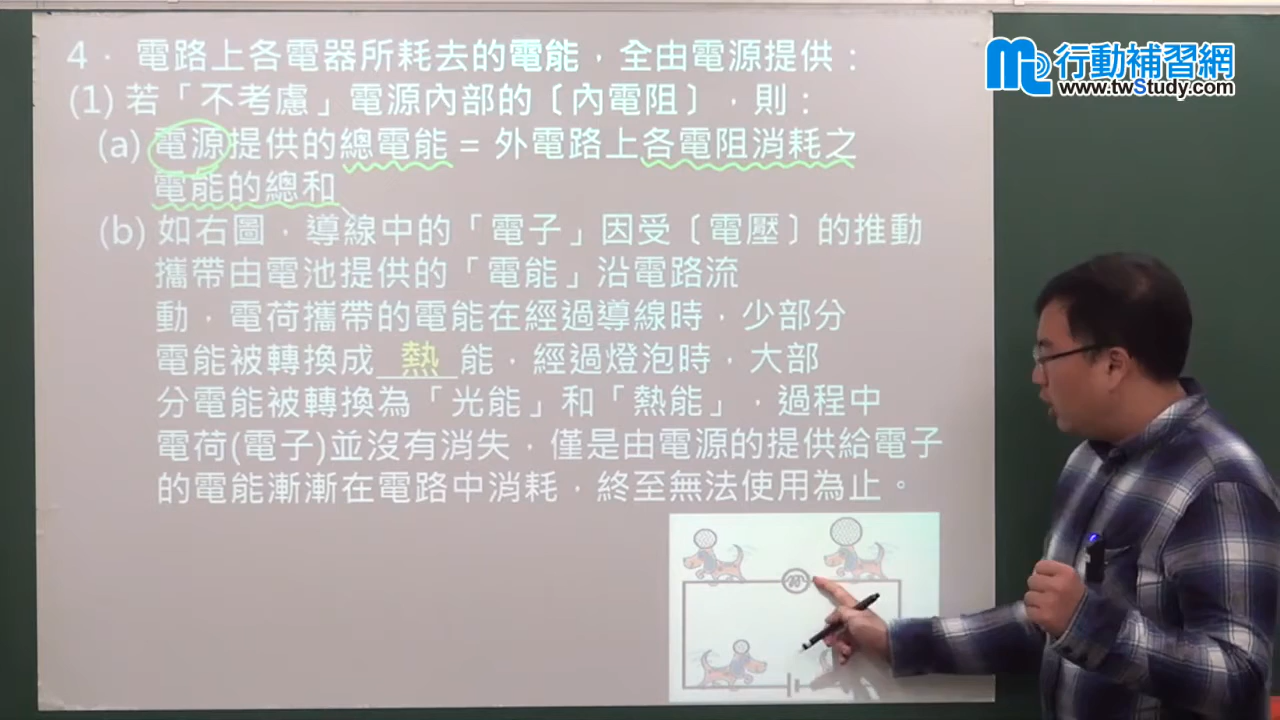 4. 電路上各電器所耗去的電能，全由電源提供：
(1) 若「不考慮」電源內部的〔內電阻〕，則：
(a) 電源提供的總電能 = 外電路上各電阻消耗之
電能的總和
(b) 如右圖，導線中的「電子」因受〔電壓〕的推動
攜帶由電池提供的「電能」沿電路流
動，電荷攜帶的電能在經過導線時，少部分
電能被轉換成 熱 能，經過燈泡時，大部
分電能被轉換為「光能」和「熱能」，過程中
電荷(電子)並沒有消失，僅是由電源的提供給電子
的電能漸漸在電路中消耗，終至無法使用為止。
行動補習網
www.twStudy.com